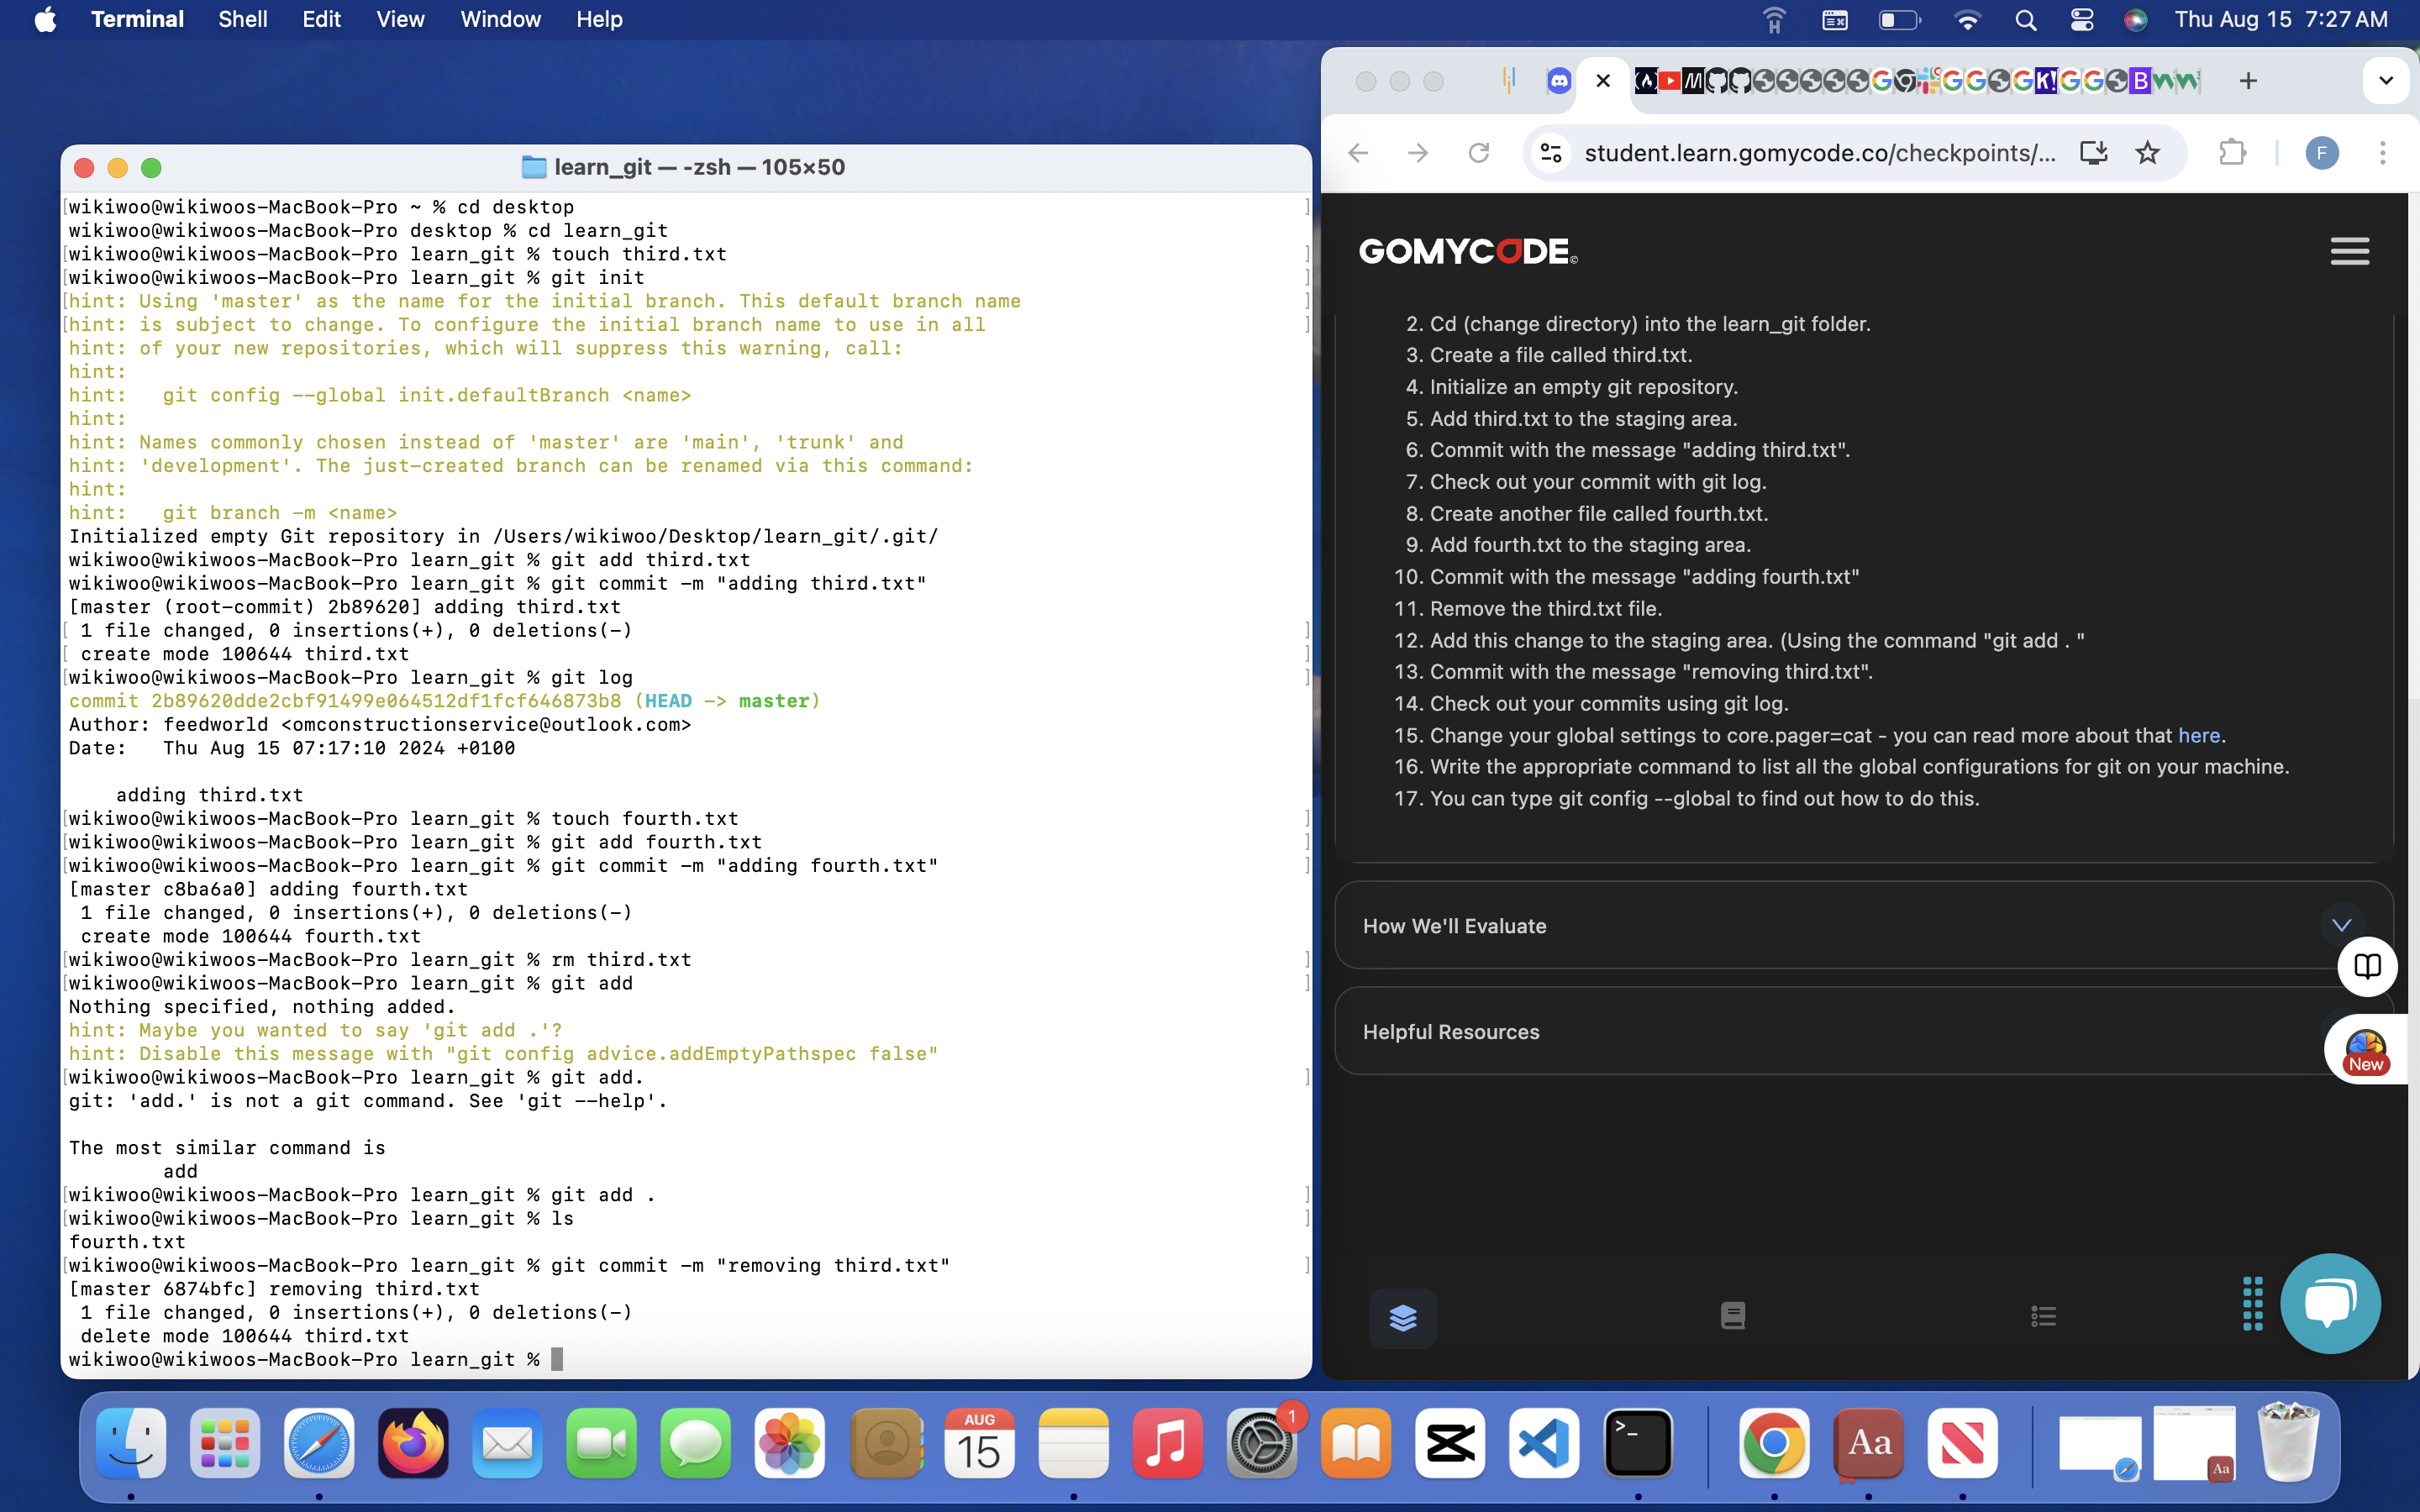 Terminal Shell Edit View Window Help
Thu Aug 15 7:27 AM
learn_git — -zsh — 105×50
[wikiwoo@wikiwoos-MacBook-Pro ~ % cd desktop ]
wikiwoo@wikiwoos-MacBook-Pro desktop % cd learn_git
[wikiwoo@wikiwoos-MacBook-Pro learn_git % touch third.txt ]
[wikiwoo@wikiwoos-MacBook-Pro learn_git % git init ]
[hint: Using 'master' as the name for the initial branch. This default branch name ]
[hint: is subject to change. To configure the initial branch name to use in all ]
hint: of your new repositories, which will suppress this warning, call:
hint:
hint:   git config --global init.defaultBranch <name>
hint:
hint: Names commonly chosen instead of 'master' are 'main', 'trunk' and
hint: 'development'. The just-created branch can be renamed via this command:
hint:
hint:   git branch -m <name>
Initialized empty Git repository in /Users/wikiwoo/Desktop/learn_git/.git/
wikiwoo@wikiwoos-MacBook-Pro learn_git % git add third.txt
wikiwoo@wikiwoos-MacBook-Pro learn_git % git commit -m "adding third.txt"
[master (root-commit) 2b89620] adding third.txt
[ 1 file changed, 0 insertions(+), 0 deletions(-) ]
[ create mode 100644 third.txt ]
[wikiwoo@wikiwoos-MacBook-Pro learn_git % git log ]
commit 2b89620dde2cbf91499e064512df1fcf646873b8 (HEAD -> master)
Author: feedworld <omconstructionservice@outlook.com>
Date:   Thu Aug 15 07:17:10 2024 +0100
    adding third.txt
[wikiwoo@wikiwoos-MacBook-Pro learn_git % touch fourth.txt ]
[wikiwoo@wikiwoos-MacBook-Pro learn_git % git add fourth.txt ]
[wikiwoo@wikiwoos-MacBook-Pro learn_git % git commit -m "adding fourth.txt" ]
[master c8ba6a0] adding fourth.txt
 1 file changed, 0 insertions(+), 0 deletions(-)
 create mode 100644 fourth.txt
[wikiwoo@wikiwoos-MacBook-Pro learn_git % rm third.txt ]
[wikiwoo@wikiwoos-MacBook-Pro learn_git % git add ]
Nothing specified, nothing added.
hint: Maybe you wanted to say 'git add .'?
hint: Disable this message with "git config advice.addEmptyPathspec false"
[wikiwoo@wikiwoos-MacBook-Pro learn_git % git add. ]
git: 'add.' is not a git command. See 'git --help'.
The most similar command is
        add
[wikiwoo@wikiwoos-MacBook-Pro learn_git % git add . ]
[wikiwoo@wikiwoos-MacBook-Pro learn_git % ls ]
fourth.txt
[wikiwoo@wikiwoos-MacBook-Pro learn_git % git commit -m "removing third.txt" ]
[master 6874bfc] removing third.txt
 1 file changed, 0 insertions(+), 0 deletions(-)
 delete mode 100644 third.txt
wikiwoo@wikiwoos-MacBook-Pro learn_git %
student.learn.gomycode.co/checkpoints/...
F
GOMYCODE©
2. Cd (change directory) into the learn_git folder.
3. Create a file called third.txt.
4. Initialize an empty git repository.
5. Add third.txt to the staging area.
6. Commit with the message "adding third.txt".
7. Check out your commit with git log.
8. Create another file called fourth.txt.
9. Add fourth.txt to the staging area.
10. Commit with the message "adding fourth.txt"
11. Remove the third.txt file.
12. Add this change to the staging area. (Using the command "git add . "
13. Commit with the message "removing third.txt".
14. Check out your commits using git log.
15. Change your global settings to core.pager=cat - you can read more about that here.
16. Write the appropriate command to list all the global configurations for git on your machine.
17. You can type git config --global to find out how to do this.
How We'll Evaluate
Helpful Resources
New
AUG
15
1
Aa
Aa